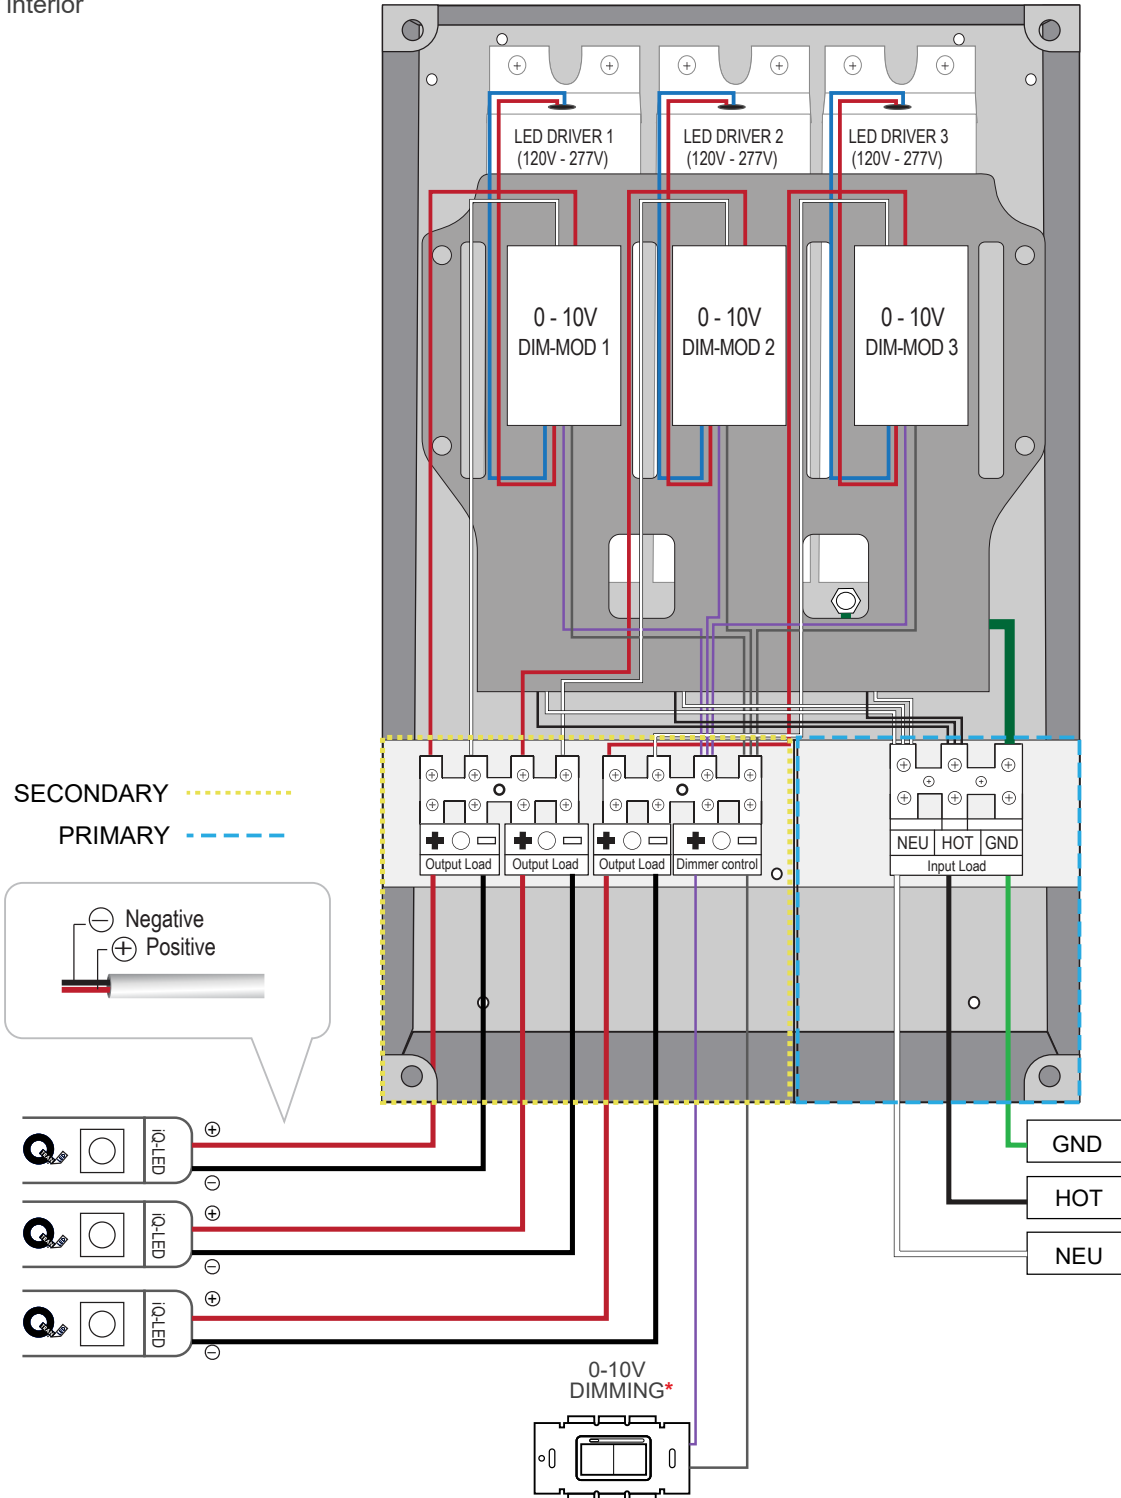 Interior
LED DRIVER 1
(120V - 277V)
LED DRIVER 2
(120V - 277V)
LED DRIVER 3
(120V - 277V)
0 - 10V
DIM-MOD 1
0 - 10V
DIM-MOD 2
0 - 10V
DIM-MOD 3
SECONDARY
PRIMARY
Output Load
Output Load
Output Load
Dimmer control
NEU
HOT
GND
Input Load
Negative
Positive
iQ-LED
iQ-LED
iQ-LED
GND
HOT
NEU
0-10V
DIMMING*